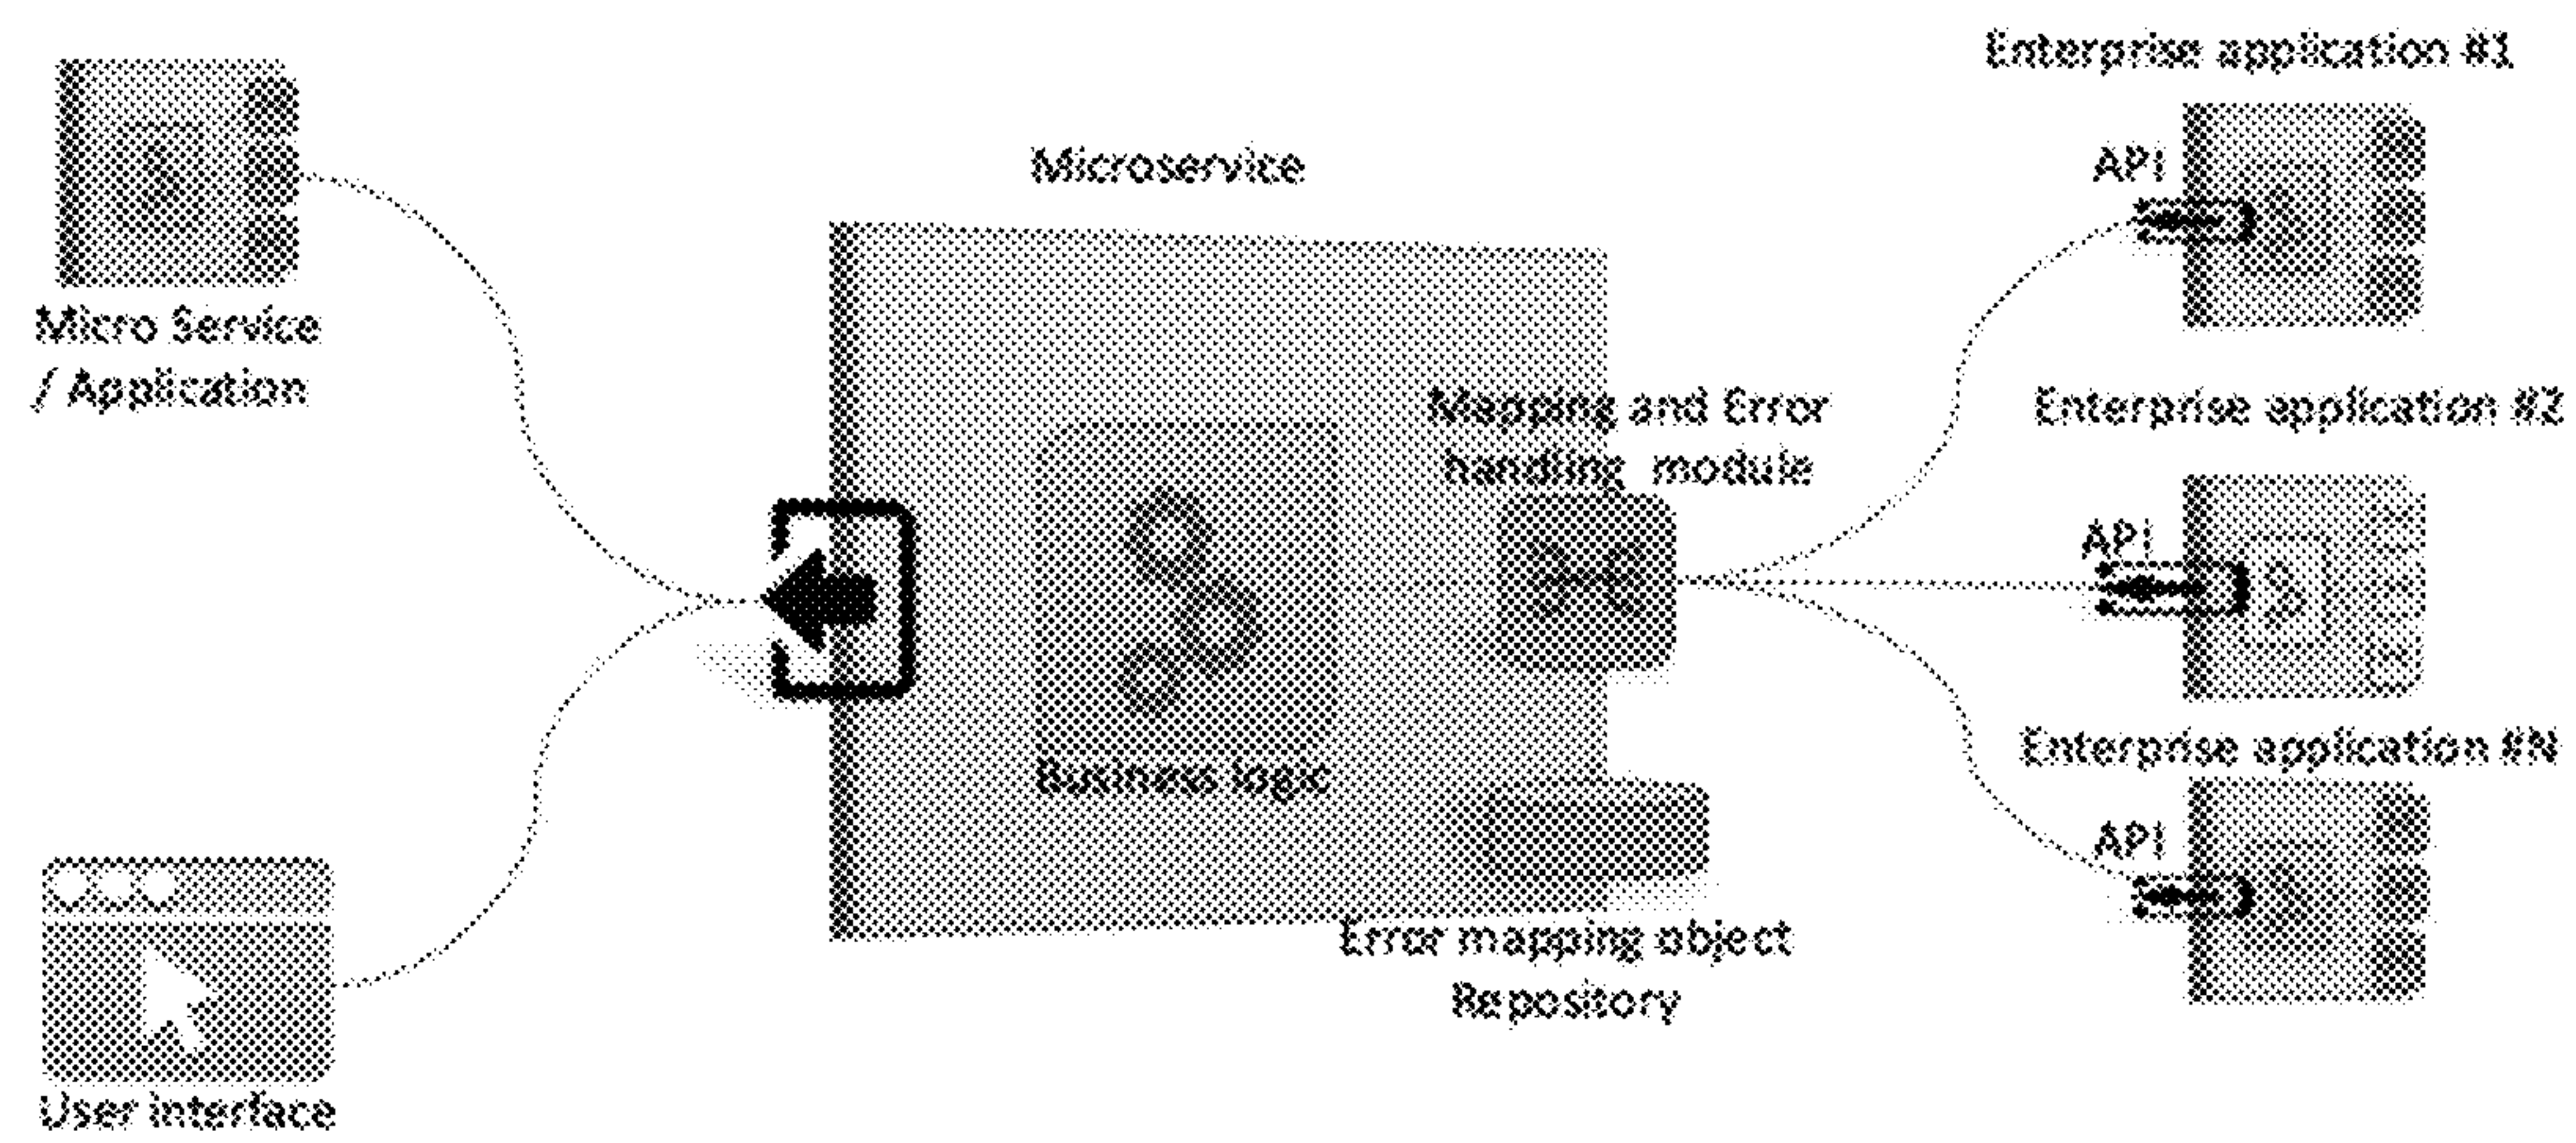 Enterprise application #1
API
Microservice
Micro Service
/ Application
Mapping and Error
handling module
Enterprise application #2
API
Business logic
Enterprise application #N
API
Error mapping object
Repository
User interface